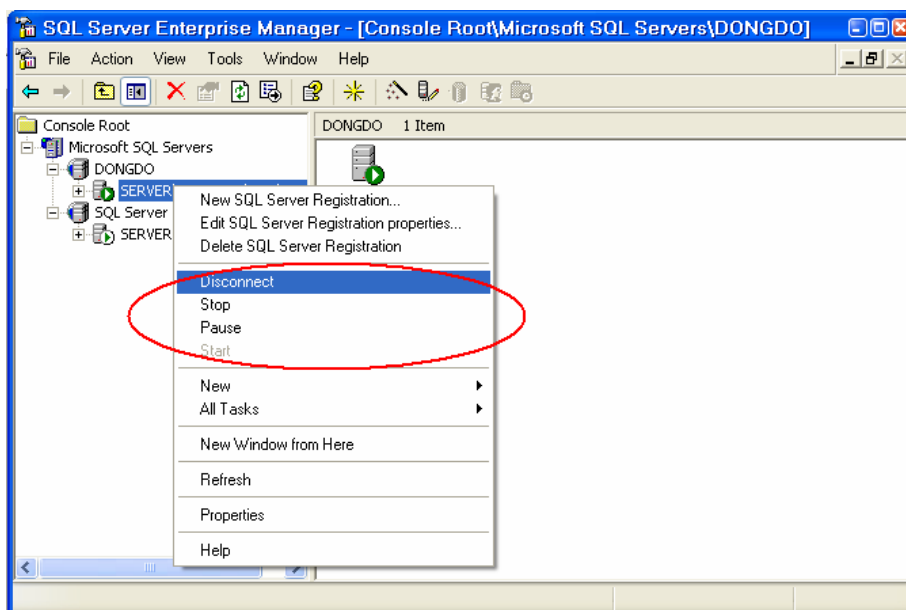 SQL Server Enterprise Manager - [Console Root\Microsoft SQL Servers\DONGDO]
File Action View Tools Window Help
Console Root
DONGDO 1 Item
Microsoft SQL Servers
DONGDO
SERVER
SQL Server
SERVER
New SQL Server Registration...
Edit SQL Server Registration properties...
Delete SQL Server Registration
Disconnect
Stop
Pause
Start
New
All Tasks
New Window from Here
Refresh
Properties
Help